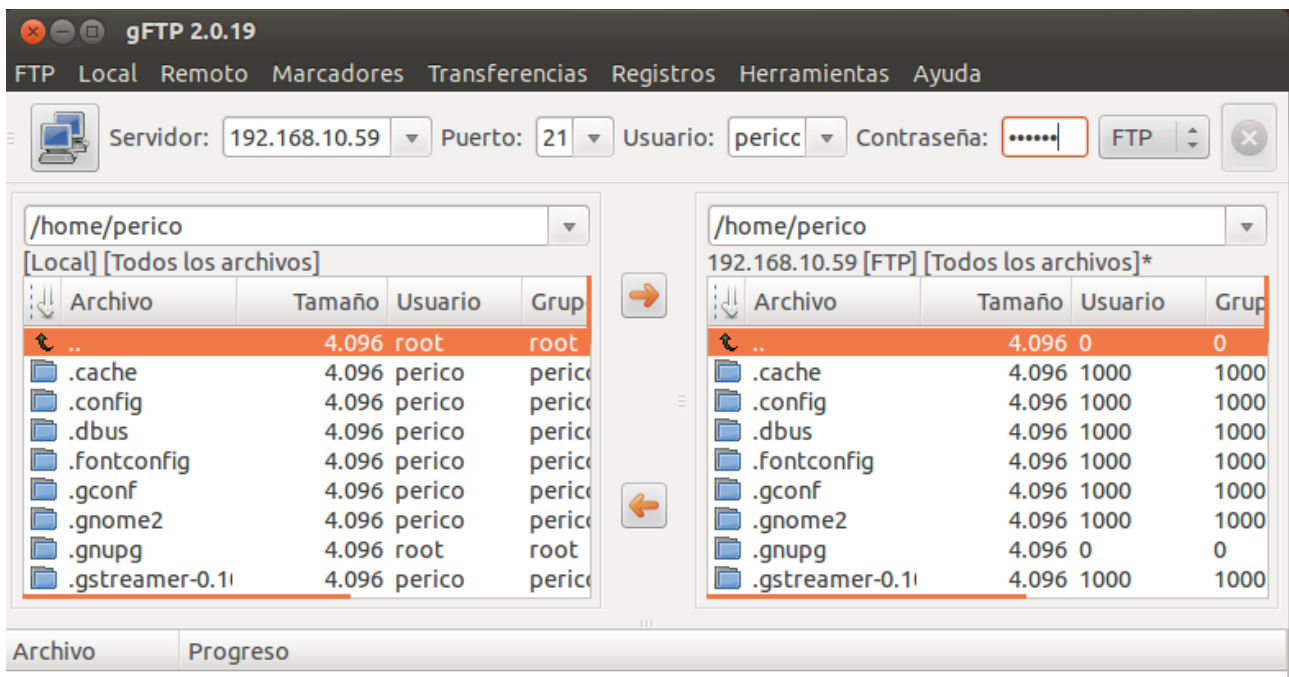 gFTP 2.0.19
FTP Local Remoto Marcadores Transferencias Registros Herramientas Ayuda
Servidor: 192.168.10.59 Puerto: 21 Usuario: perico Contraseña: •••••• FTP
/home/perico
[Local] [Todos los archivos]
Archivo Tamaño Usuario Grup
.. 4.096 root root
.cache 4.096 perico perico
.config 4.096 perico perico
.dbus 4.096 perico perico
.fontconfig 4.096 perico perico
.gconf 4.096 perico perico
.gnome2 4.096 perico perico
.gnupg 4.096 root root
.gstreamer-0.10 4.096 perico perico
/home/perico
192.168.10.59 [FTP] [Todos los archivos]*
Archivo Tamaño Usuario Grup
.. 4.096 0 0
.cache 4.096 1000 1000
.config 4.096 1000 1000
.dbus 4.096 1000 1000
.fontconfig 4.096 1000 1000
.gconf 4.096 1000 1000
.gnome2 4.096 1000 1000
.gnupg 4.096 0 0
.gstreamer-0.10 4.096 1000 1000
Archivo Progreso